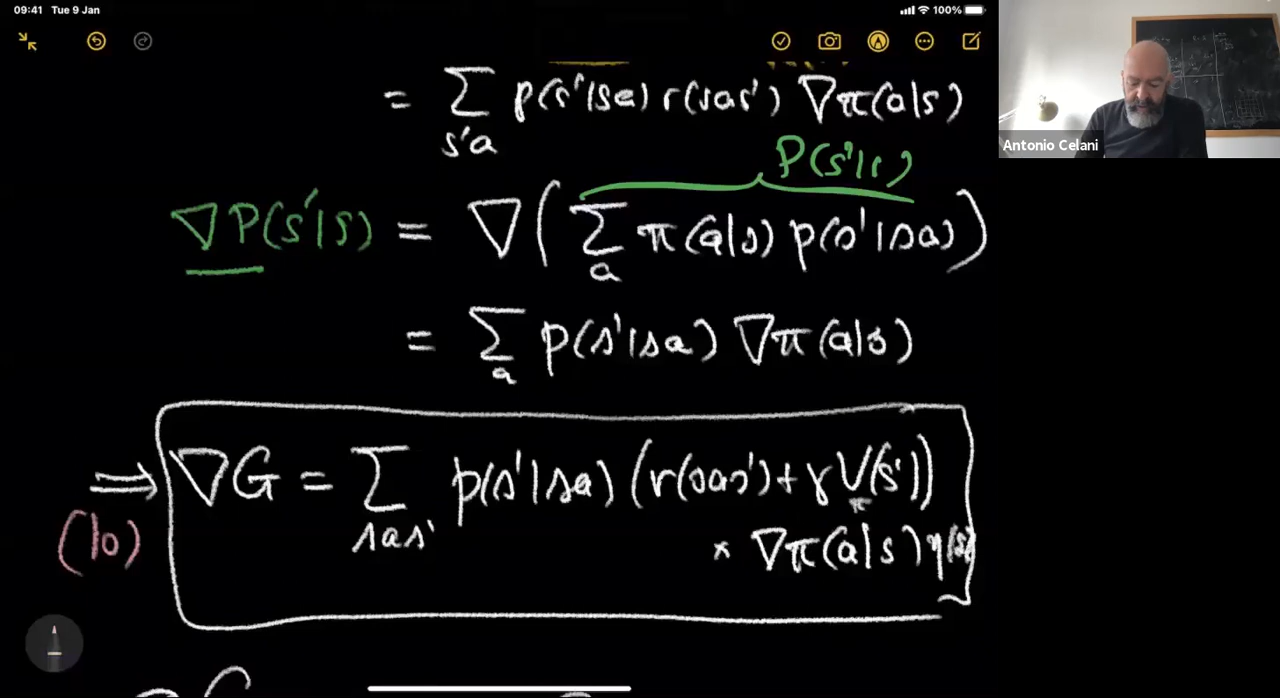 09:41 Tue 9 Jan
100%
= Σ p(s'|sa) r(sas') ∇π(a|s)
s'a
P(s'|s)
∇P(s'|s) = ∇(Σ π(a|s) p(s'|sa))
a
= Σ p(s'|sa) ∇π(a|s)
a
⇒ ∇G = Σ p(s'|sa) (r(sas') + γ V(s'))
π
(10)
sas'
× ∇π(a|s) η(s)
Antonio Celani